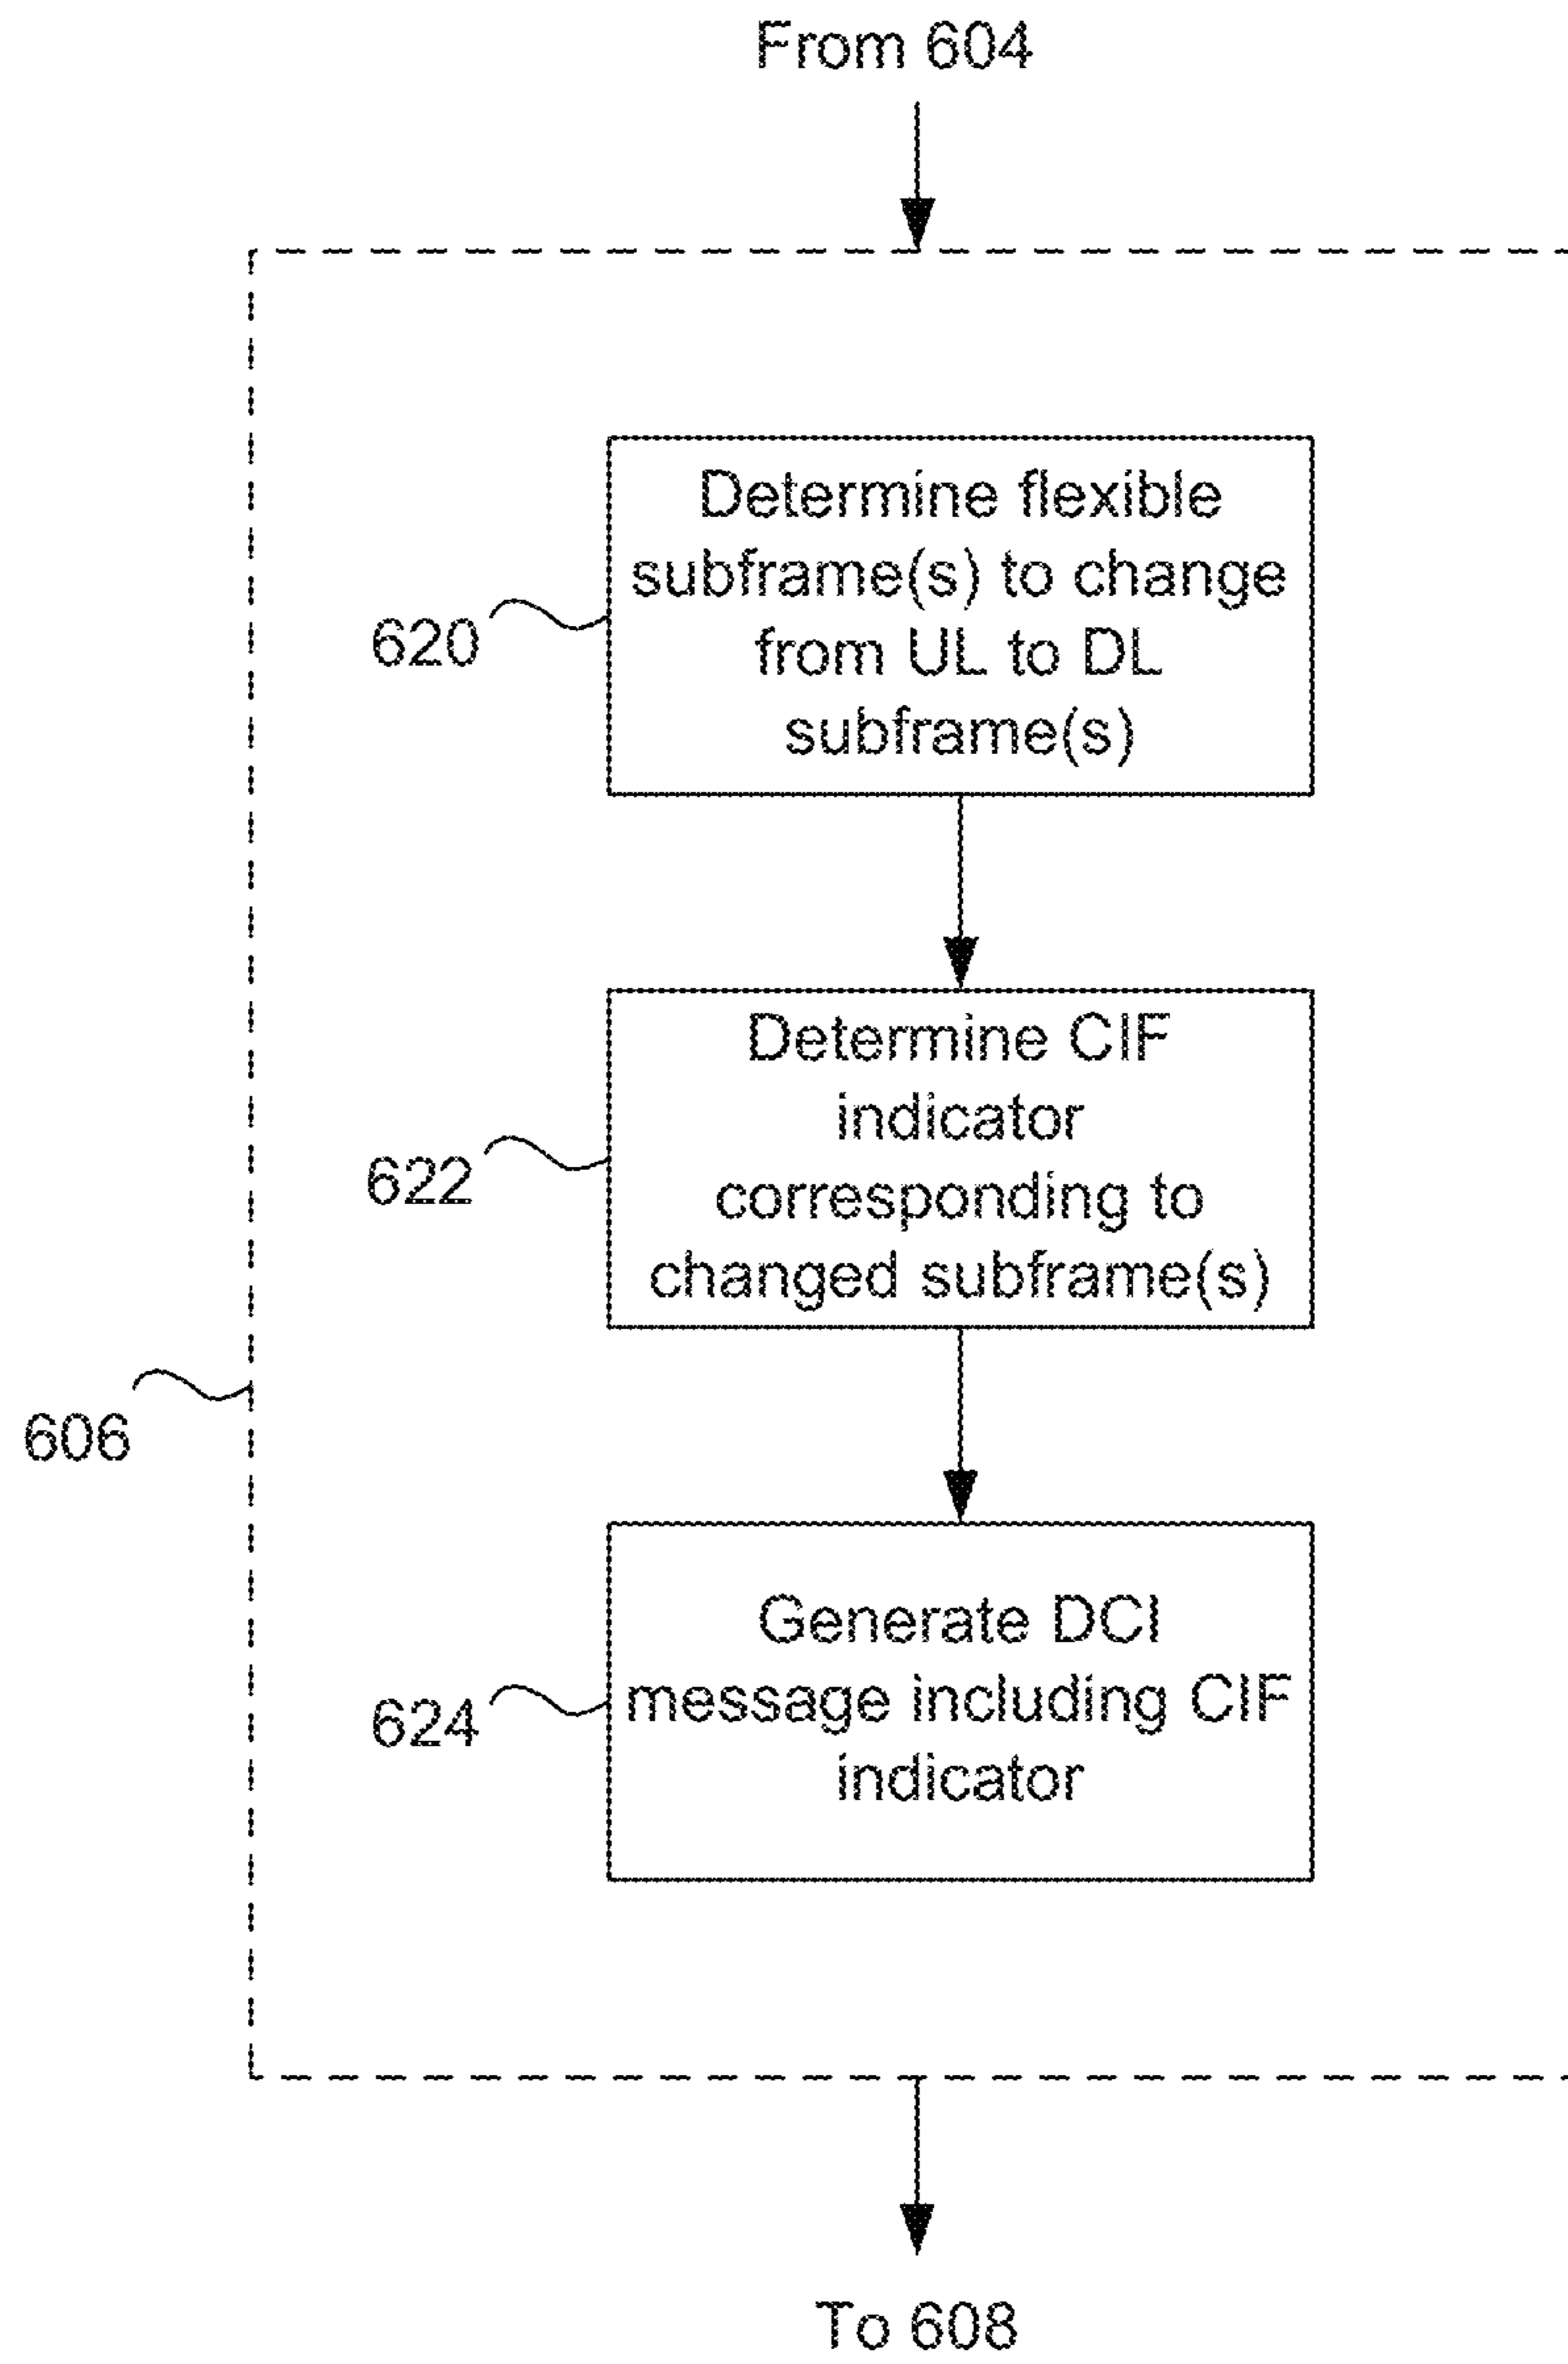 From 604
Determine flexible
subframe(s) to change
from UL to DL
subframe(s)
620
Determine CIF
indicator
corresponding to
changed subframe(s)
622
606
Generate DCI
message including CIF
indicator
624
To 608